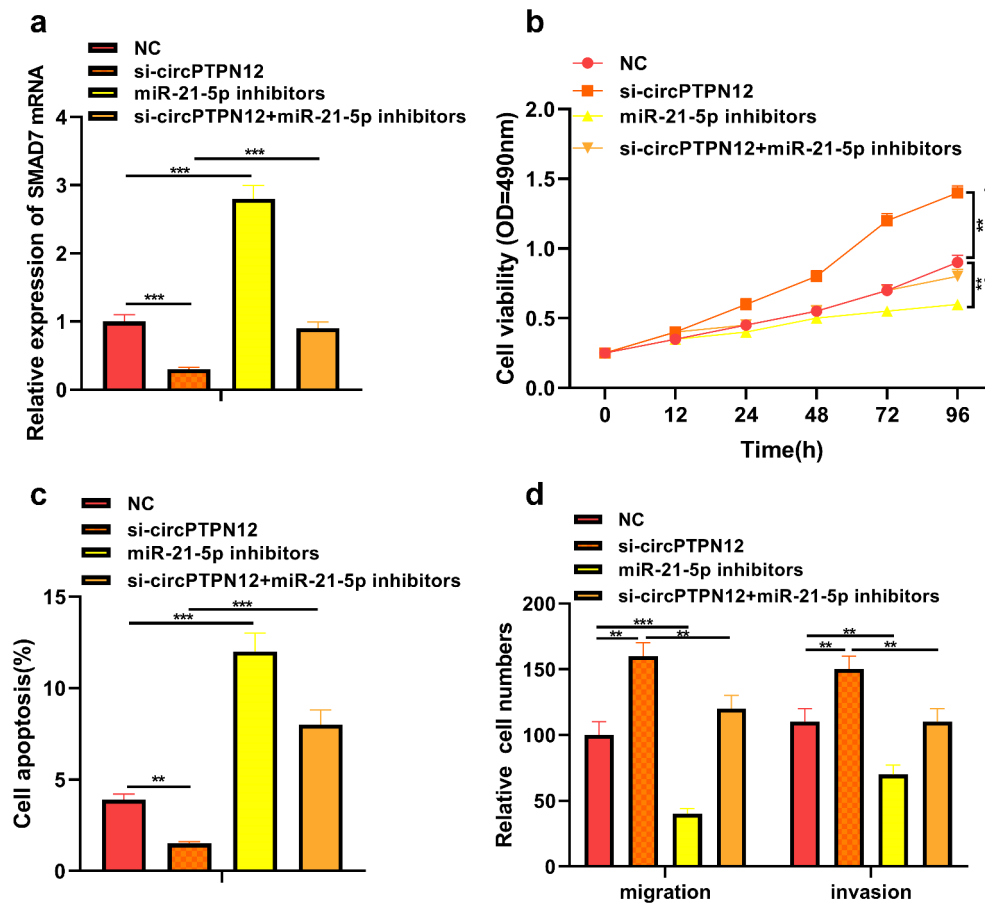 a
NC
si-circPTPN12
miR-21-5p inhibitors
si-circPTPN12+miR-21-5p inhibitors
Relative expression of SMAD7 mRNA
4
3
2
1
0
***
***
***
b
NC
si-circPTPN12
miR-21-5p inhibitors
si-circPTPN12+miR-21-5p inhibitors
Cell viability (OD=490nm)
2.0
1.5
1.0
0.5
0.0
0 12 24 48 72 96
Time(h)
**
c
NC
si-circPTPN12
miR-21-5p inhibitors
si-circPTPN12+miR-21-5p inhibitors
Cell apoptosis(%)
15
10
5
0
***
***
**
d
NC
si-circPTPN12
miR-21-5p inhibitors
si-circPTPN12+miR-21-5p inhibitors
Relative cell numbers
200
150
100
50
0
***
** **
**
** **
migration invasion